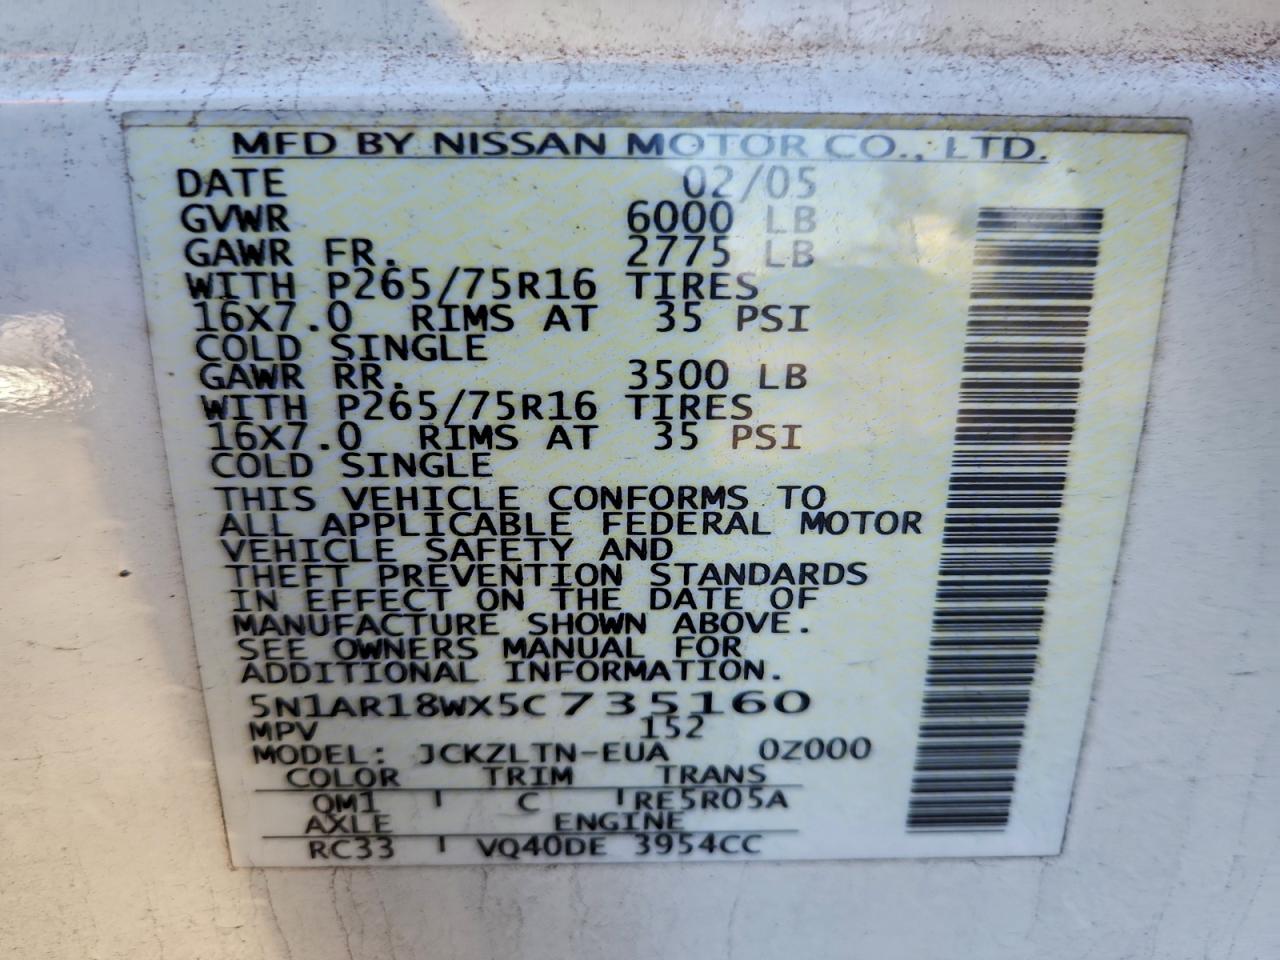 MFD BY NISSAN MOTOR CO., LTD.
DATE 02/05
GVWR 6000 LB
GAWR FR. 2775 LB
WITH P265/75R16 TIRES
16X7.0 RIMS AT 35 PSI
COLD SINGLE
GAWR RR. 3500 LB
WITH P265/75R16 TIRES
16X7.0 RIMS AT 35 PSI
COLD SINGLE
THIS VEHICLE CONFORMS TO
ALL APPLICABLE FEDERAL MOTOR
VEHICLE SAFETY AND
THEFT PREVENTION STANDARDS
IN EFFECT ON THE DATE OF
MANUFACTURE SHOWN ABOVE.
SEE OWNERS MANUAL FOR
ADDITIONAL INFORMATION.
5N1AR18WX5C735160
MPV 152
MODEL: JCKZLTN-EUA 0Z000
COLOR TRIM TRANS
QM1 C RE5R05A
AXLE ENGINE
RC33 VQ40DE 3954CC